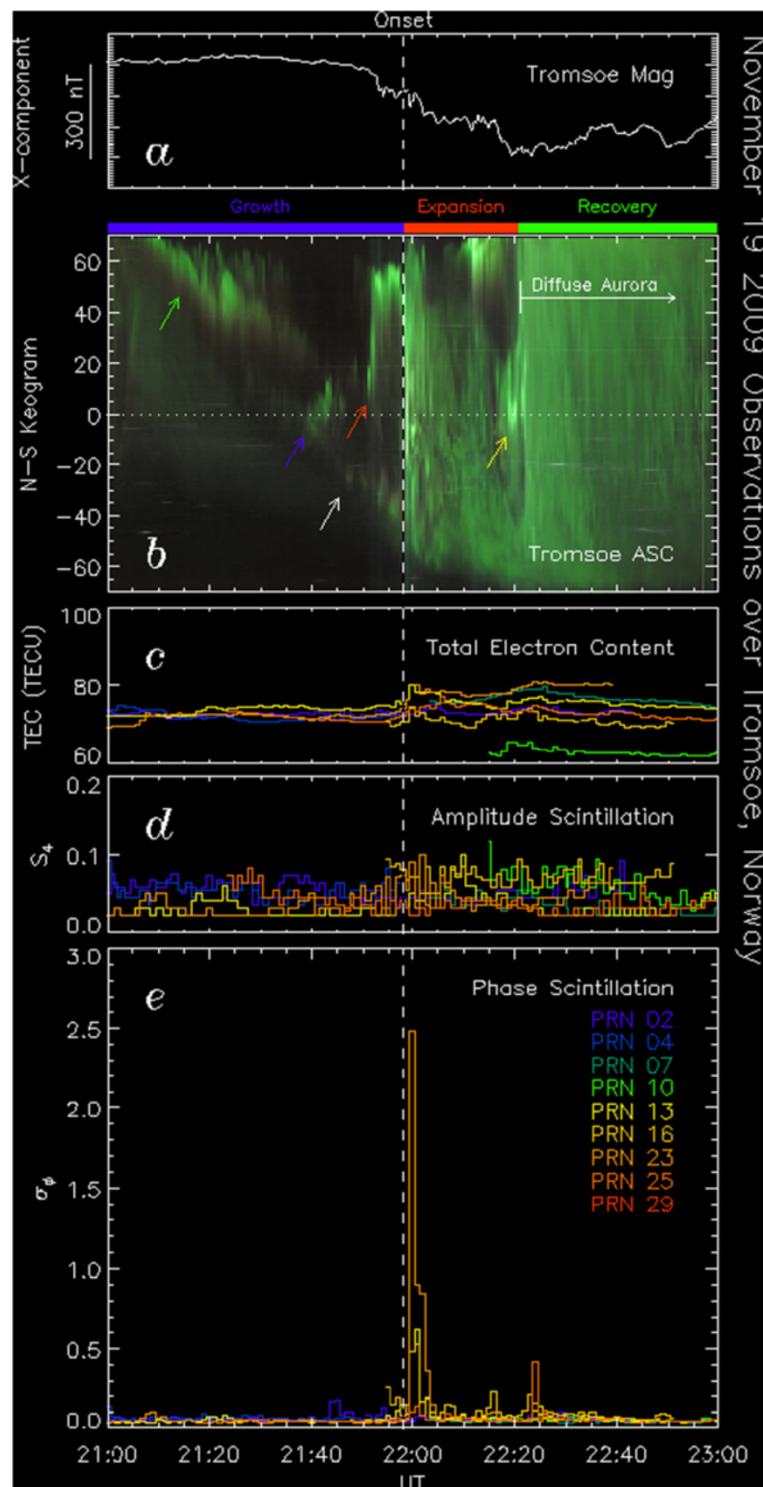 Onset
X-component
300 nT
Tromsoe Mag
a
Growth
Expansion
Recovery
N-S Keogram
60
40
20
0
-20
-40
-60
Diffuse Aurora
b
Tromsoe ASC
TEC (TECU)
100
80
60
c
Total Electron Content
S4
0.2
0.1
0.0
d
Amplitude Scintillation
σφ
3.0
2.5
2.0
1.5
1.0
0.5
0.0
e
Phase Scintillation
PRN 02
PRN 04
PRN 07
PRN 10
PRN 13
PRN 16
PRN 23
PRN 25
PRN 29
21:00 21:20 21:40 22:00 22:20 22:40 23:00
UT
November 19 2009 Observations over Tromsoe, Norway